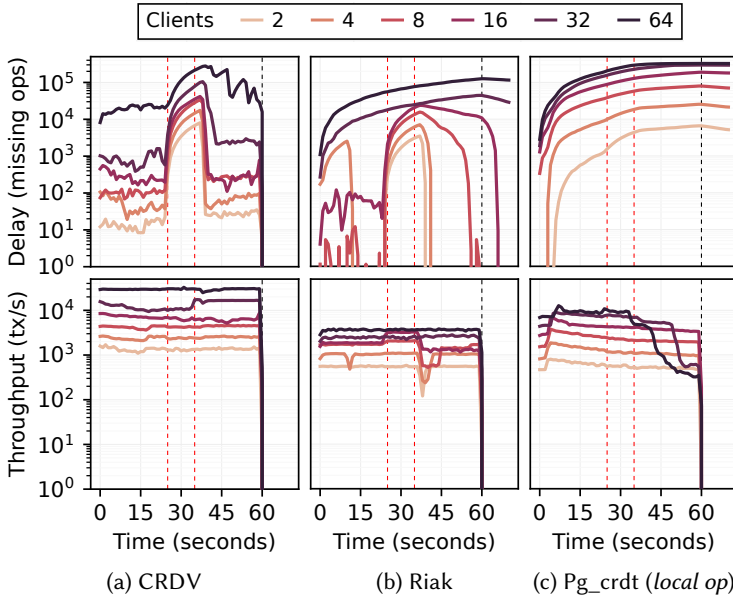 Clients 2 4 8 16 32 64
Delay (missing ops)
10^5
10^4
10^3
10^2
10^1
10^0
Throughput (tx/s)
10^4
10^3
10^2
10^1
10^0
0 15 30 45 60 0 15 30 45 60 0 15 30 45 60
Time (seconds) Time (seconds) Time (seconds)
(a) CRDV (b) Riak (c) Pg_crdt (local op)